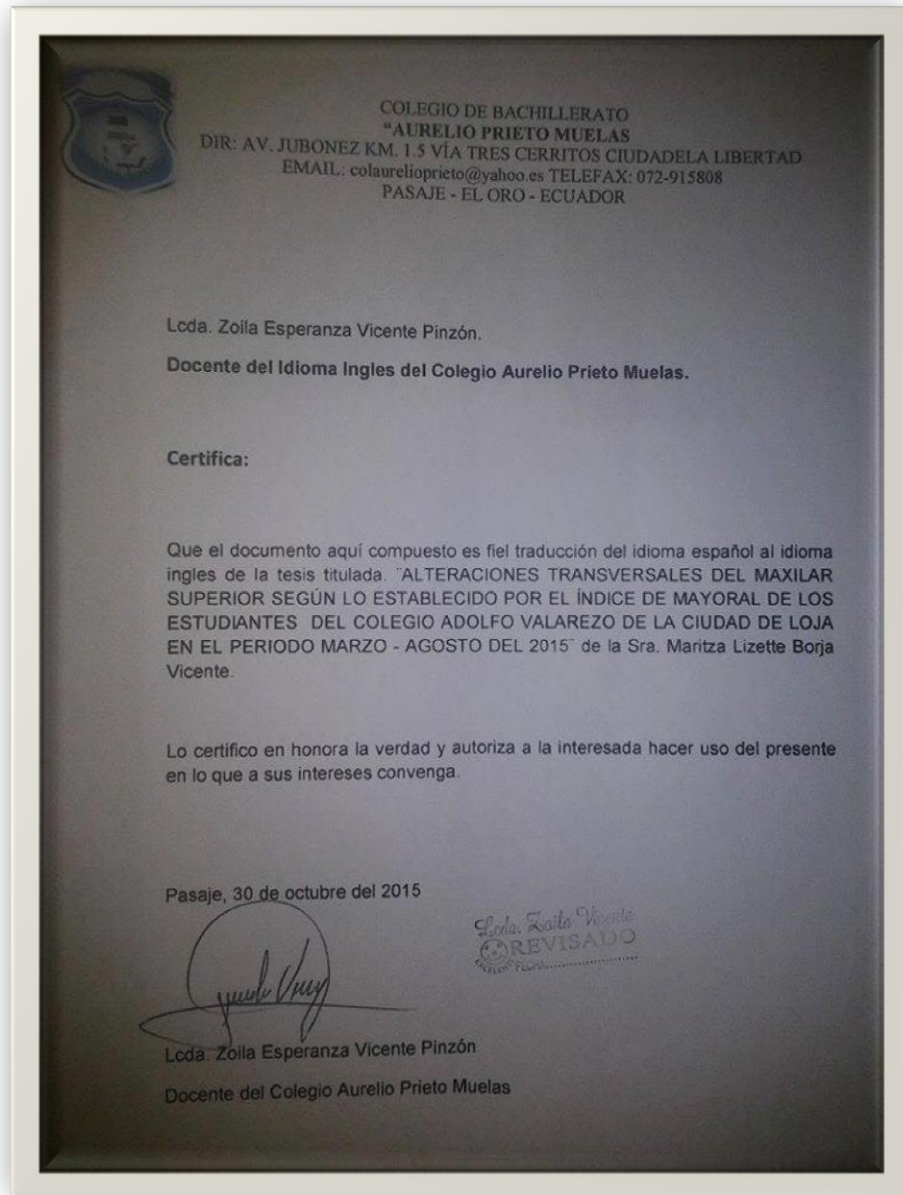 COLEGIO DE BACHILLERATO
"AURELIO PRIETO MUELAS
DIR: AV. JUBONEZ KM. 1.5 VÍA TRES CERRITOS CIUDADELA LIBERTAD
EMAIL: colaurelioprieto@yahoo.es TELEFAX: 072-915808
PASAJE - EL ORO - ECUADOR
Lcda. Zoila Esperanza Vicente Pinzón.
Docente del Idioma Ingles del Colegio Aurelio Prieto Muelas.
Certifica:
Que el documento aquí compuesto es fiel traducción del idioma español al idioma
ingles de la tesis titulada. ¨ALTERACIONES TRANSVERSALES DEL MAXILAR
SUPERIOR SEGÚN LO ESTABLECIDO POR EL ÍNDICE DE MAYORAL DE LOS
ESTUDIANTES DEL COLEGIO ADOLFO VALAREZO DE LA CIUDAD DE LOJA
EN EL PERIODO MARZO - AGOSTO DEL 2015¨ de la Sra. Maritza Lizette Borja
Vicente.
Lo certifico en honora la verdad y autoriza a la interesada hacer uso del presente
en lo que a sus intereses convenga.
Pasaje, 30 de octubre del 2015
Lcda. Zoila Vicente
REVISADO
Lcda. Zoila Esperanza Vicente Pinzón
Docente del Colegio Aurelio Prieto Muelas